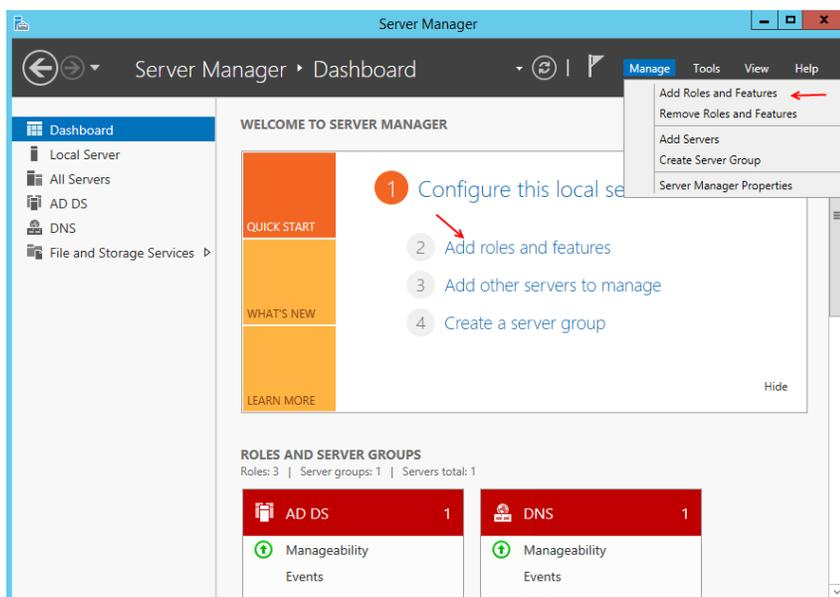 Server Manager
Server Manager • Dashboard
Manage Tools View Help
Add Roles and Features
Remove Roles and Features
Add Servers
Create Server Group
Server Manager Properties
Dashboard
Local Server
All Servers
AD DS
DNS
File and Storage Services
WELCOME TO SERVER MANAGER
QUICK START
WHAT'S NEW
LEARN MORE
1 Configure this local se
2 Add roles and features
3 Add other servers to manage
4 Create a server group
Hide
ROLES AND SERVER GROUPS
Roles: 3 | Server groups: 1 | Servers total: 1
AD DS 1
Manageability
Events
DNS 1
Manageability
Events